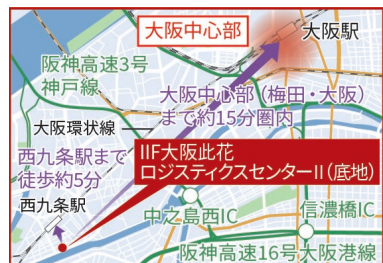 大阪中心部
大阪駅
阪神高速3号
神戸線
大阪中心部（梅田・大阪）
まで約15分圏内
大阪環状線
西九条駅まで
徒歩約5分
IIF大阪此花
ロジスティクスセンターⅡ(底地)
西九条駅
中之島西IC
信濃橋IC
阪神高速16号大阪港線